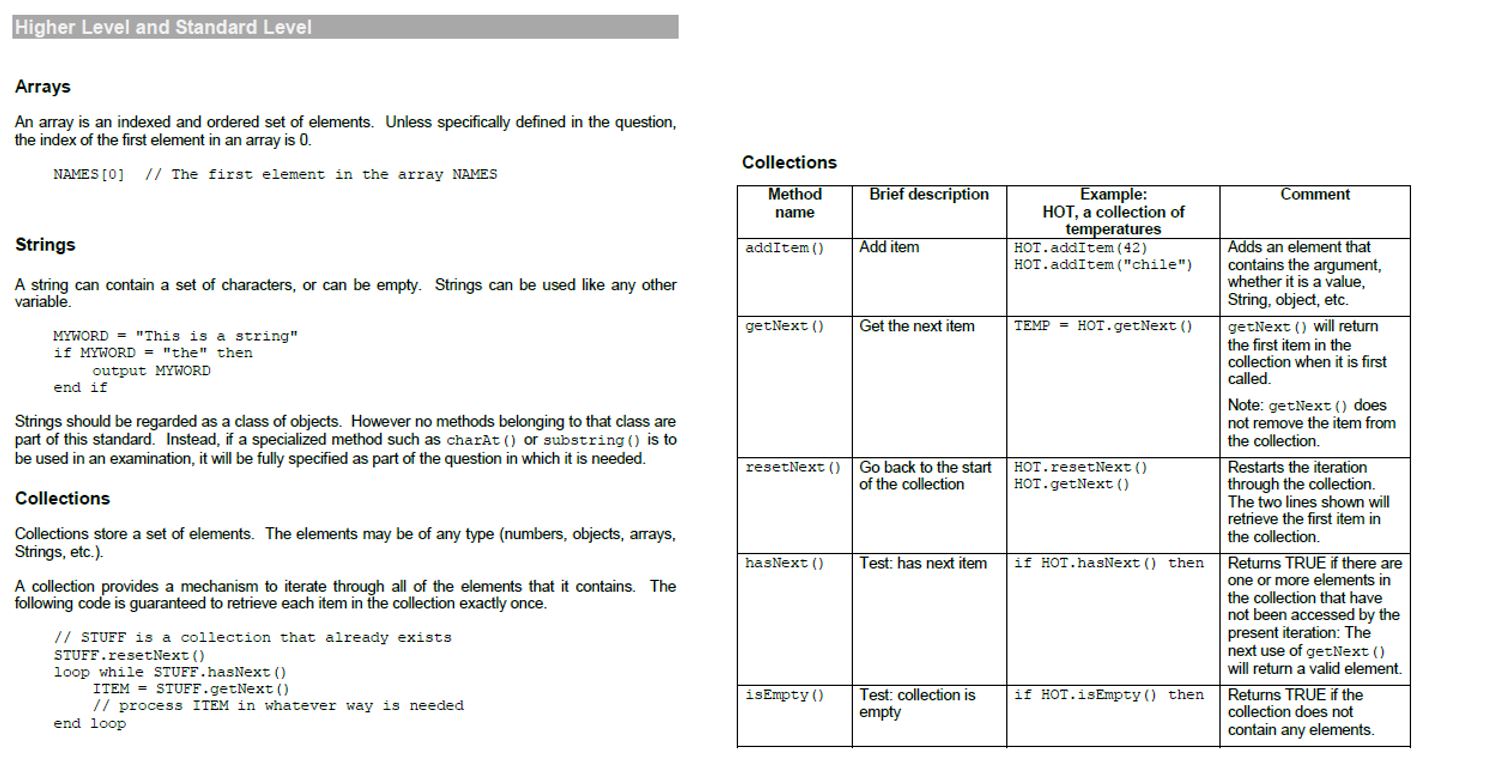 Higher Level and Standard Level
Arrays
An array is an indexed and ordered set of elements. Unless specifically defined in the question,
the index of the first element in an array is 0.
NAMES[0] // The first element in the array NAMES
Strings
A string can contain a set of characters, or can be empty. Strings can be used like any other
variable.
MYWORD = "This is a string"
if MYWORD = "the" then
output MYWORD
end if
Strings should be regarded as a class of objects. However no methods belonging to that class are
part of this standard. Instead, if a specialized method such as charAt() or substring() is to
be used in an examination, it will be fully specified as part of the question in which it is needed.
Collections
Collections store a set of elements. The elements may be of any type (numbers, objects, arrays,
Strings, etc.).
A collection provides a mechanism to iterate through all of the elements that it contains. The
following code is guaranteed to retrieve each item in the collection exactly once.
// STUFF is a collection that already exists
STUFF.resetNext()
loop while STUFF.hasNext()
ITEM = STUFF.getNext()
// process ITEM in whatever way is needed
end loop
Collections
Method
name
Brief description
Example:
HOT, a collection of
temperatures
Comment
addItem()
Add item
HOT.addItem(42)
HOT.addItem("chile")
Adds an element that
contains the argument,
whether it is a value,
String, object, etc.
getNext()
Get the next item
TEMP = HOT.getNext()
getNext() will return
the first item in the
collection when it is first
called.
Note: getNext() does
not remove the item from
the collection.
resetNext()
Go back to the start
of the collection
HOT.resetNext()
HOT.getNext()
Restarts the iteration
through the collection.
The two lines shown will
retrieve the first item in
the collection.
hasNext()
Test: has next item
if HOT.hasNext() then
Returns TRUE if there are
one or more elements in
the collection that have
not been accessed by the
present iteration: The
next use of getNext()
will return a valid element.
isEmpty()
Test: collection is
empty
if HOT.isEmpty() then
Returns TRUE if the
collection does not
contain any elements.